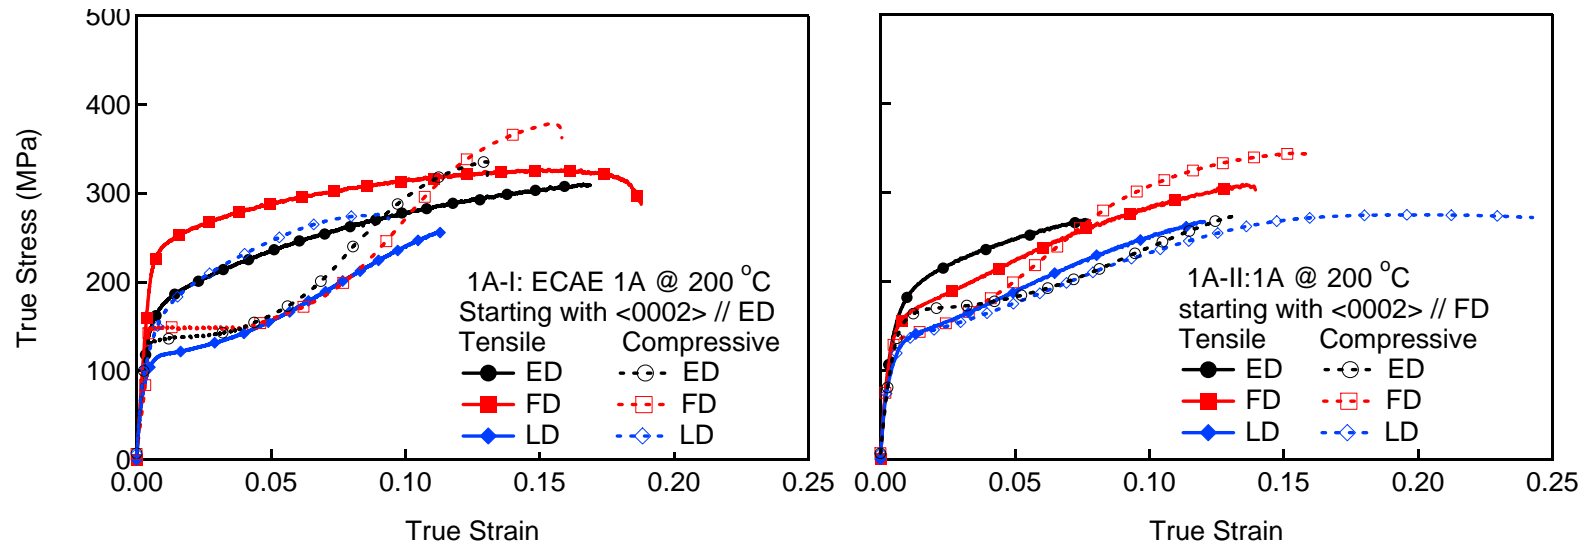 500
400
300
200
100
0
True Stress (MPa)
1A-I: ECAE 1A @ 200 °C
Starting with <0002> // ED
Tensile Compressive
ED ED
FD FD
LD LD
0.00 0.05 0.10 0.15 0.20 0.25
True Strain
1A-II:1A @ 200 °C
starting with <0002> // FD
Tensile Compressive
ED ED
FD FD
LD LD
0.00 0.05 0.10 0.15 0.20 0.25
True Strain